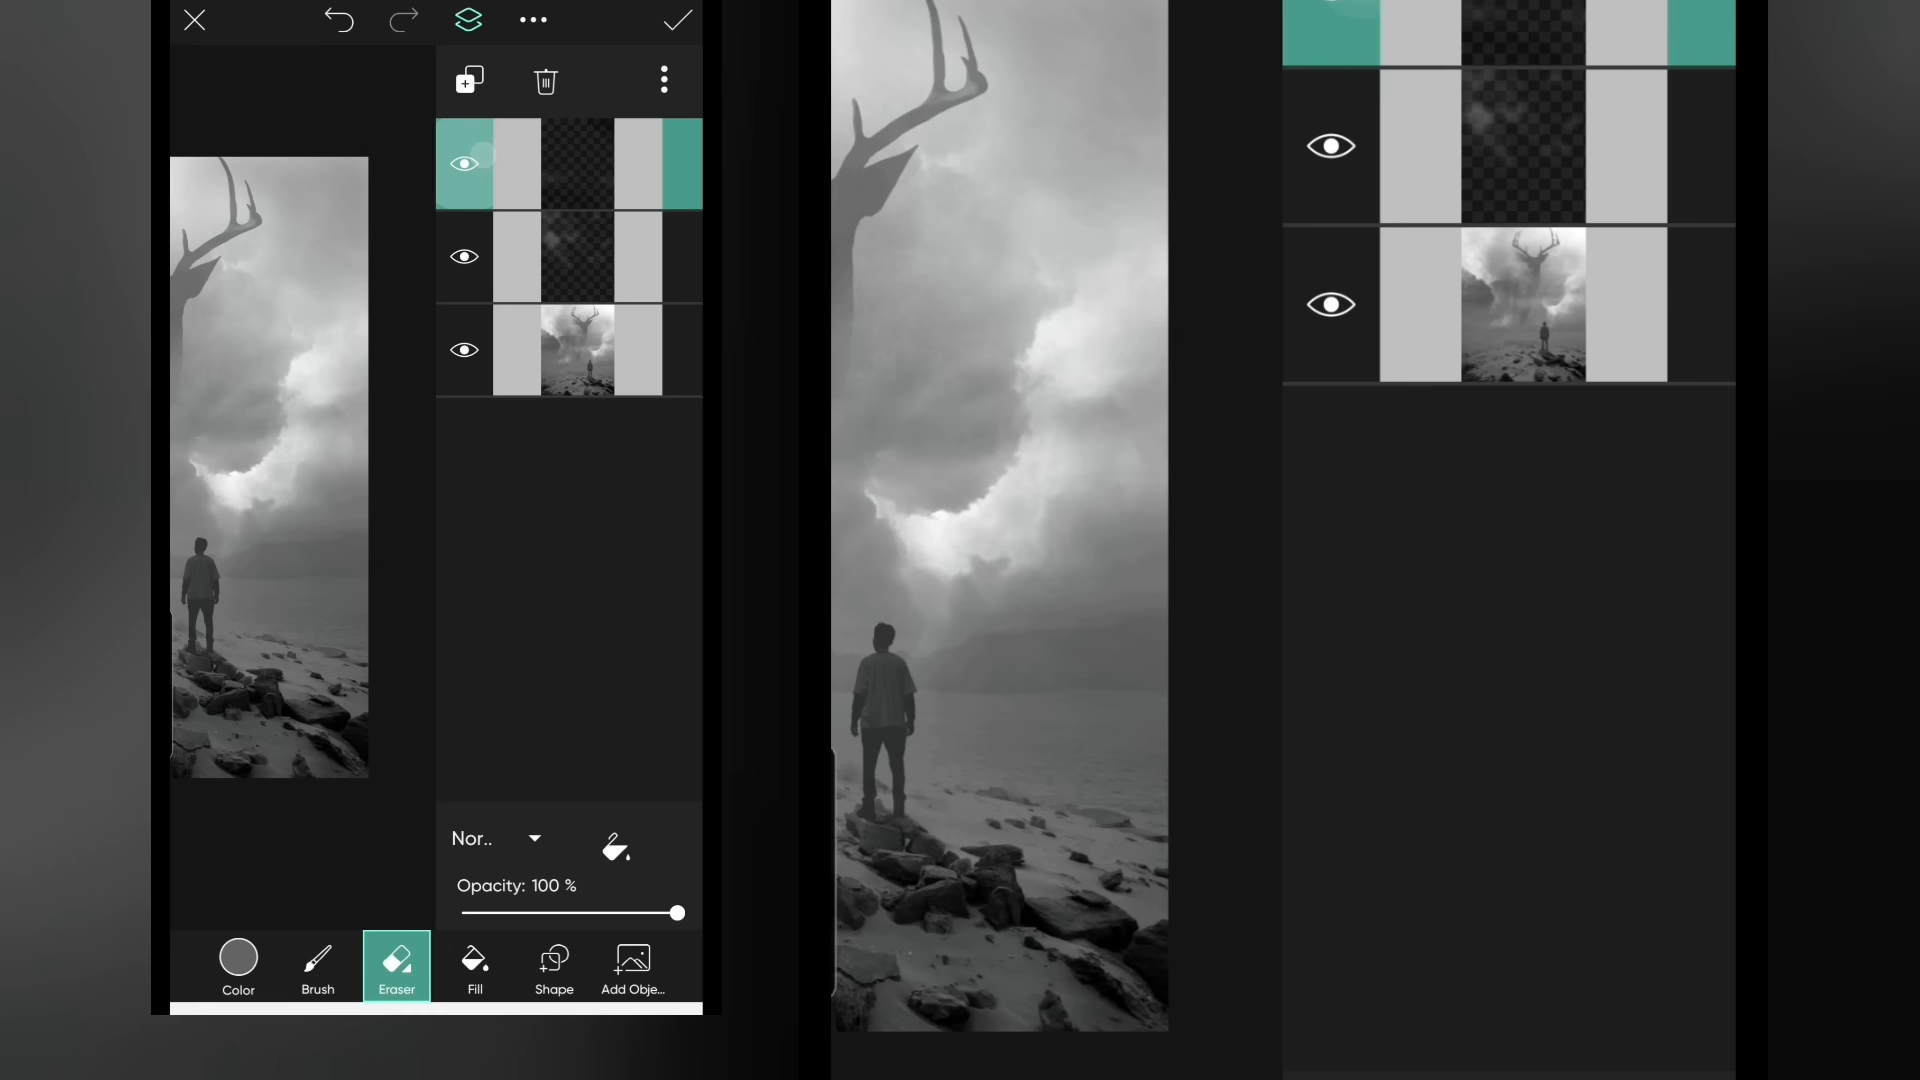 Nor..
Opacity: 100 %
Color
Brush
Eraser
Fill
Shape
Add Obje...